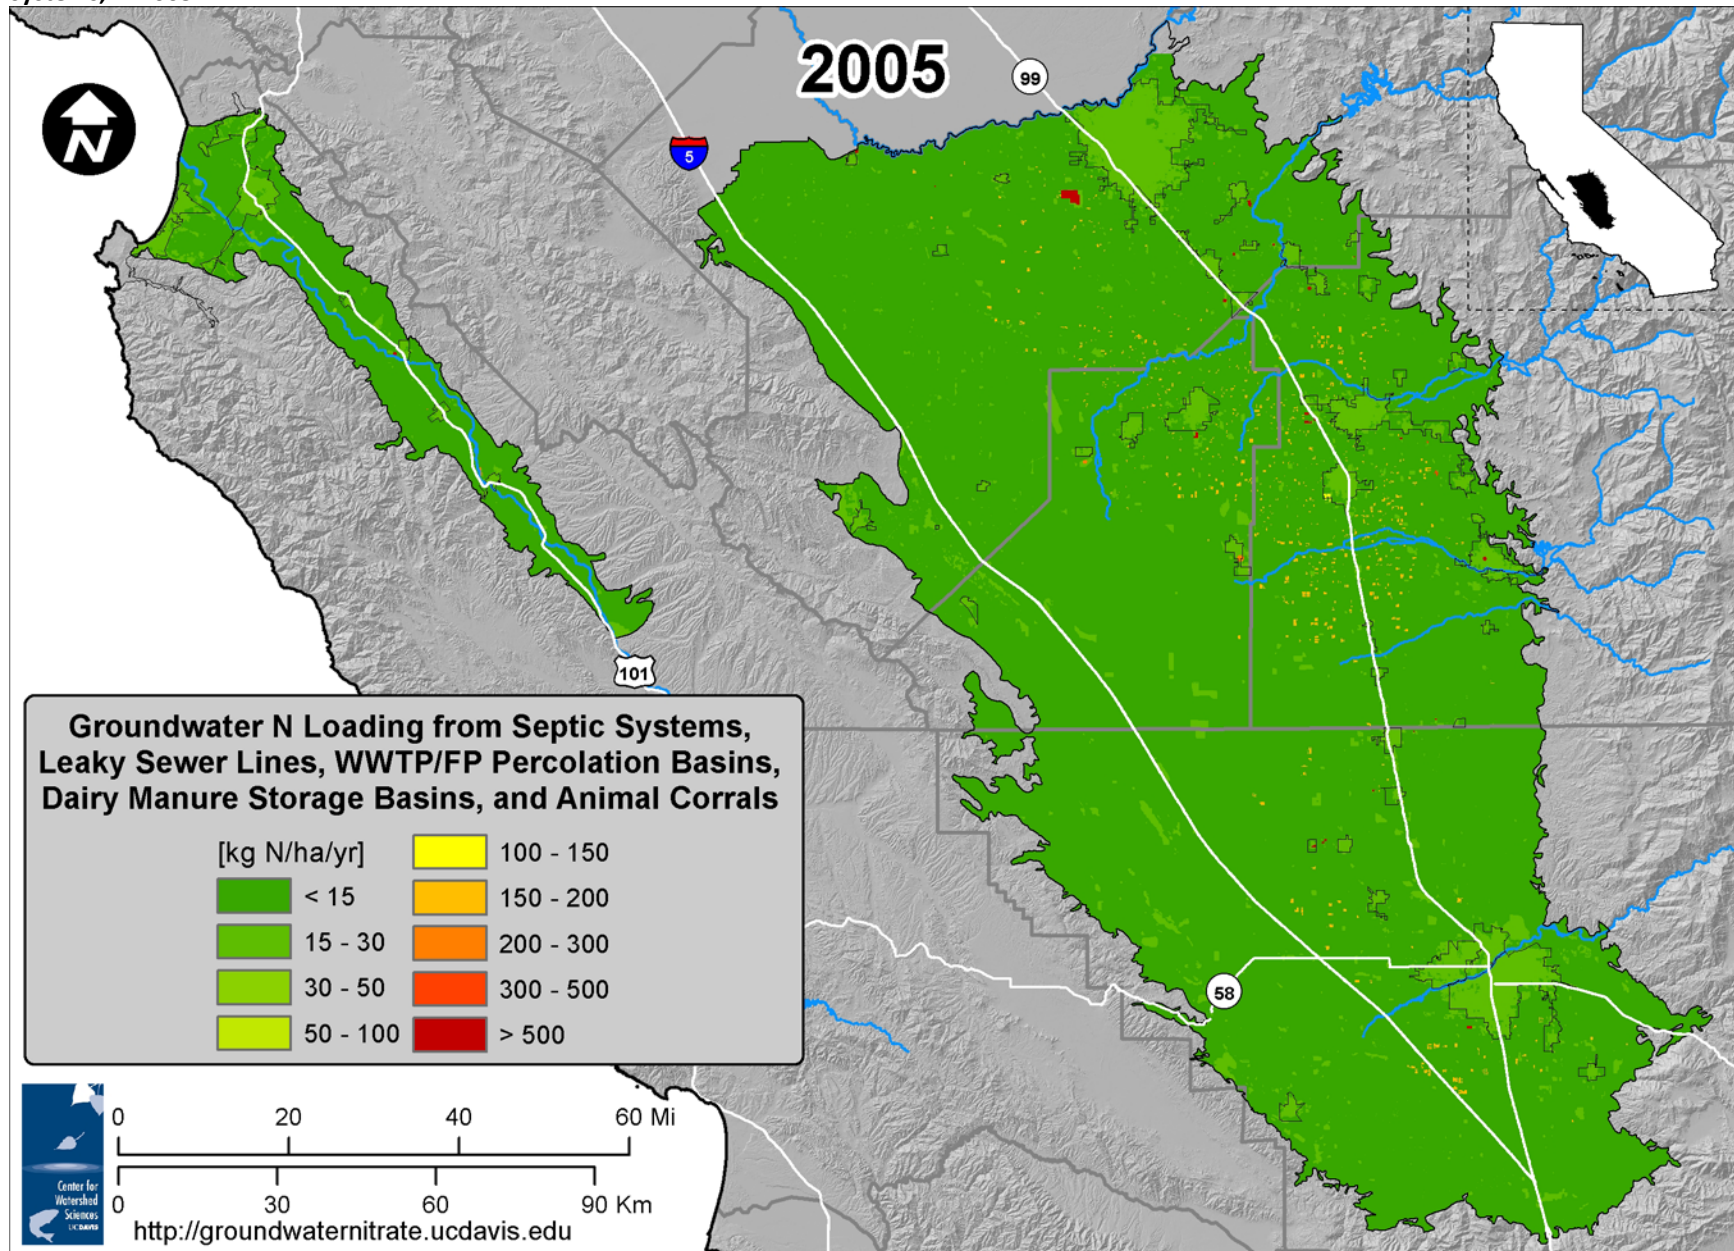 2005
N
99
5
101
58
Groundwater N Loading from Septic Systems,
Leaky Sewer Lines, WWTP/FP Percolation Basins,
Dairy Manure Storage Basins, and Animal Corrals
[kg N/ha/yr]
< 15
15 - 30
30 - 50
50 - 100
100 - 150
150 - 200
200 - 300
300 - 500
> 500
0 20 40 60 Mi
0 30 60 90 Km
Center for
Watershed
Sciences
UC DAVIS
http://groundwaternitrate.ucdavis.edu